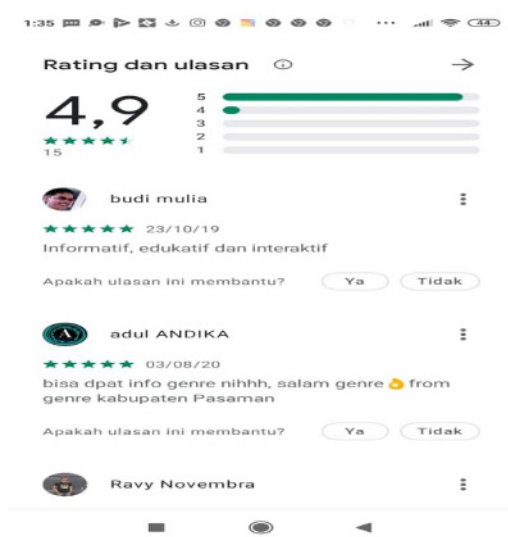 1:35
44
Rating dan ulasan
4,9
15
5
4
3
2
1
budi mulia
23/10/19
Informatif, edukatif dan interaktif
Apakah ulasan ini membantu? Ya Tidak
adul ANDIKA
03/08/20
bisa dpat info genre nihhh, salam genre👌from
genre kabupaten Pasaman
Apakah ulasan ini membantu? Ya Tidak
Ravy Novembra